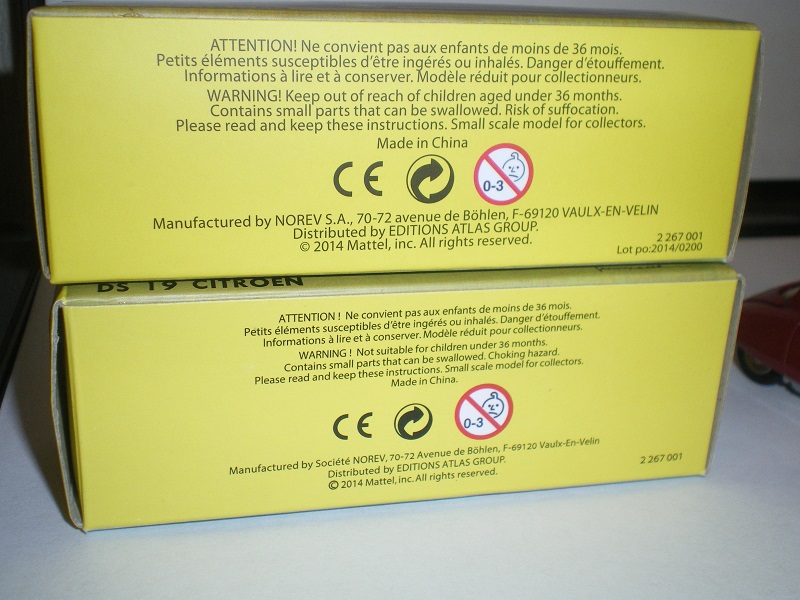 ATTENTION! Ne convient pas aux enfants de moins de 36 mois.
Petits éléments susceptibles d'être ingérés ou inhalés. Danger d'étouffement.
Informations à lire et à conserver. Modèle réduit pour collectionneurs.
WARNING! Keep out of reach of children aged under 36 months.
Contains small parts that can be swallowed. Risk of suffocation.
Please read and keep these instructions. Small scale model for collectors.
Made in China
CE
0-3
Manufactured by NOREV S.A., 70-72 avenue de Böhlen, F-69120 VAULX-EN-VELIN
Distributed by EDITIONS ATLAS GROUP.
© 2014 Mattel, inc. All rights reserved.
2 267 001
Lot po:2014/0200
DS 19 CITROËN
ATTENTION ! Ne convient pas aux enfants de moins de 36 mois.
Petits éléments susceptibles d'être ingérés ou inhalés. Danger d'étouffement.
Informations à lire et à conserver. Modèle réduit pour collectionneurs.
WARNING ! Not suitable for children under 36 months.
Contains small parts that can be swallowed. Choking hazard.
Please read and keep these instructions. Small scale model for collectors.
Made in China.
CE
0-3
Manufactured by Société NOREV, 70-72 Avenue de Böhlen, F-69120 Vaulx-En-Velin
Distributed by EDITIONS ATLAS GROUP.
© 2014 Mattel, inc. All rights reserved.
2 267 001